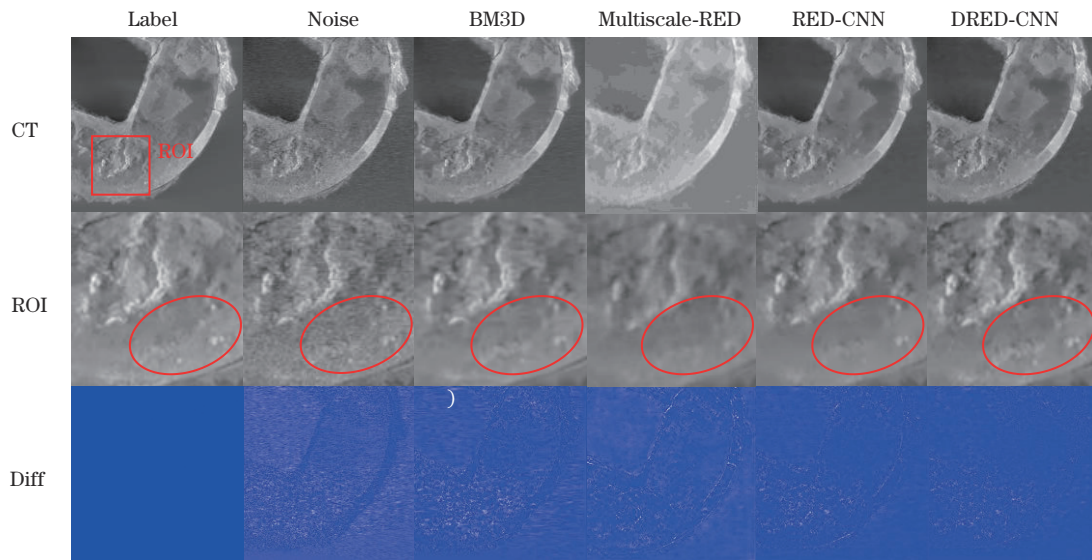 Label Noise BM3D Multiscale-RED RED-CNN DRED-CNN
CT
ROI
ROI
)
Diff